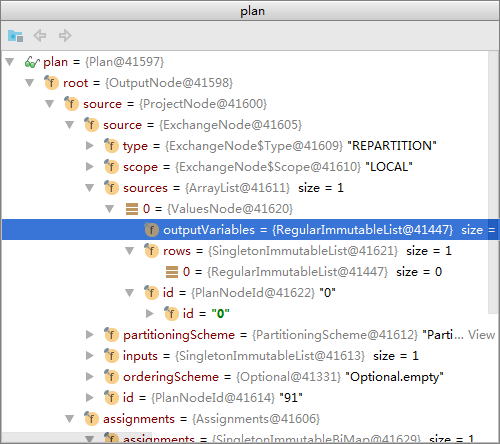 plan
plan = {Plan@41597}
f root = {OutputNode@41598}
f source = {ProjectNode@41600}
f source = {ExchangeNode@41605}
f type = {ExchangeNode$Type@41609} "REPARTITION"
f scope = {ExchangeNode$Scope@41610} "LOCAL"
f sources = {ArrayList@41611} size = 1
0 = {ValuesNode@41620}
f outputVariables = {RegularImmutableList@41447} size =
f rows = {SingletonImmutableList@41621} size = 1
0 = {RegularImmutableList@41447} size = 0
f id = {PlanNodeId@41622} "0"
f id = "0"
f partitioningScheme = {PartitioningScheme@41612} "Parti... View
f inputs = {SingletonImmutableList@41613} size = 1
f orderingScheme = {Optional@41331} "Optional.empty"
f id = {PlanNodeId@41614} "91"
f assignments = {Assignments@41606}
f assignments = {SingletonImmutableBiMap@41629} size = 1